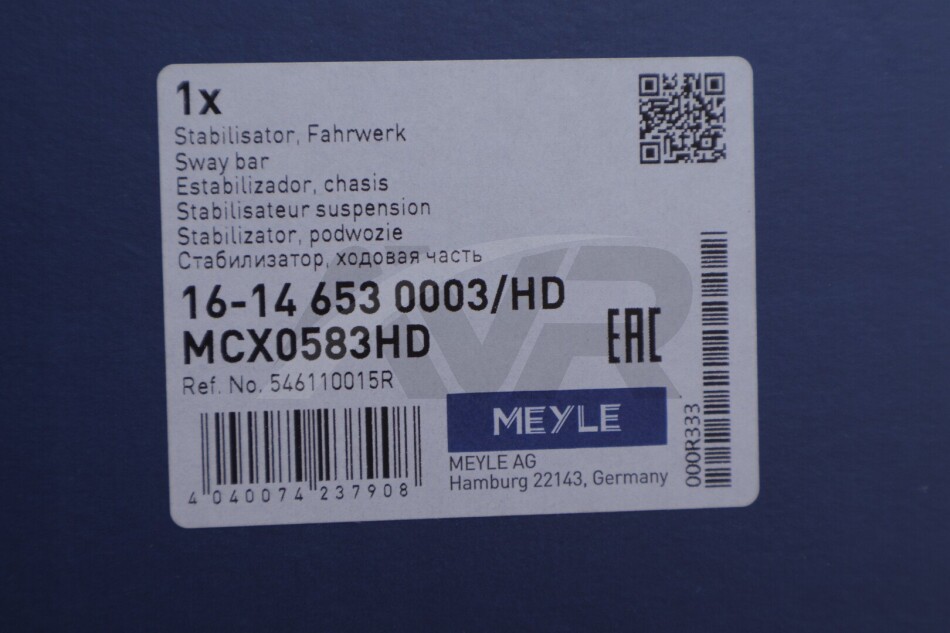 1x
Stabilisator, Fahrwerk
Sway bar
Estabilizador, chasis
Stabilisateur suspension
Stabilizator, podwozie
Стабилизатор, ходовая часть
16-14 653 0003/HD
MCX0583HD
Ref. No. 546110015R
EAC
AVR
MEYLE
MEYLE AG
Hamburg 22143, Germany
4 040074 237908
000R333